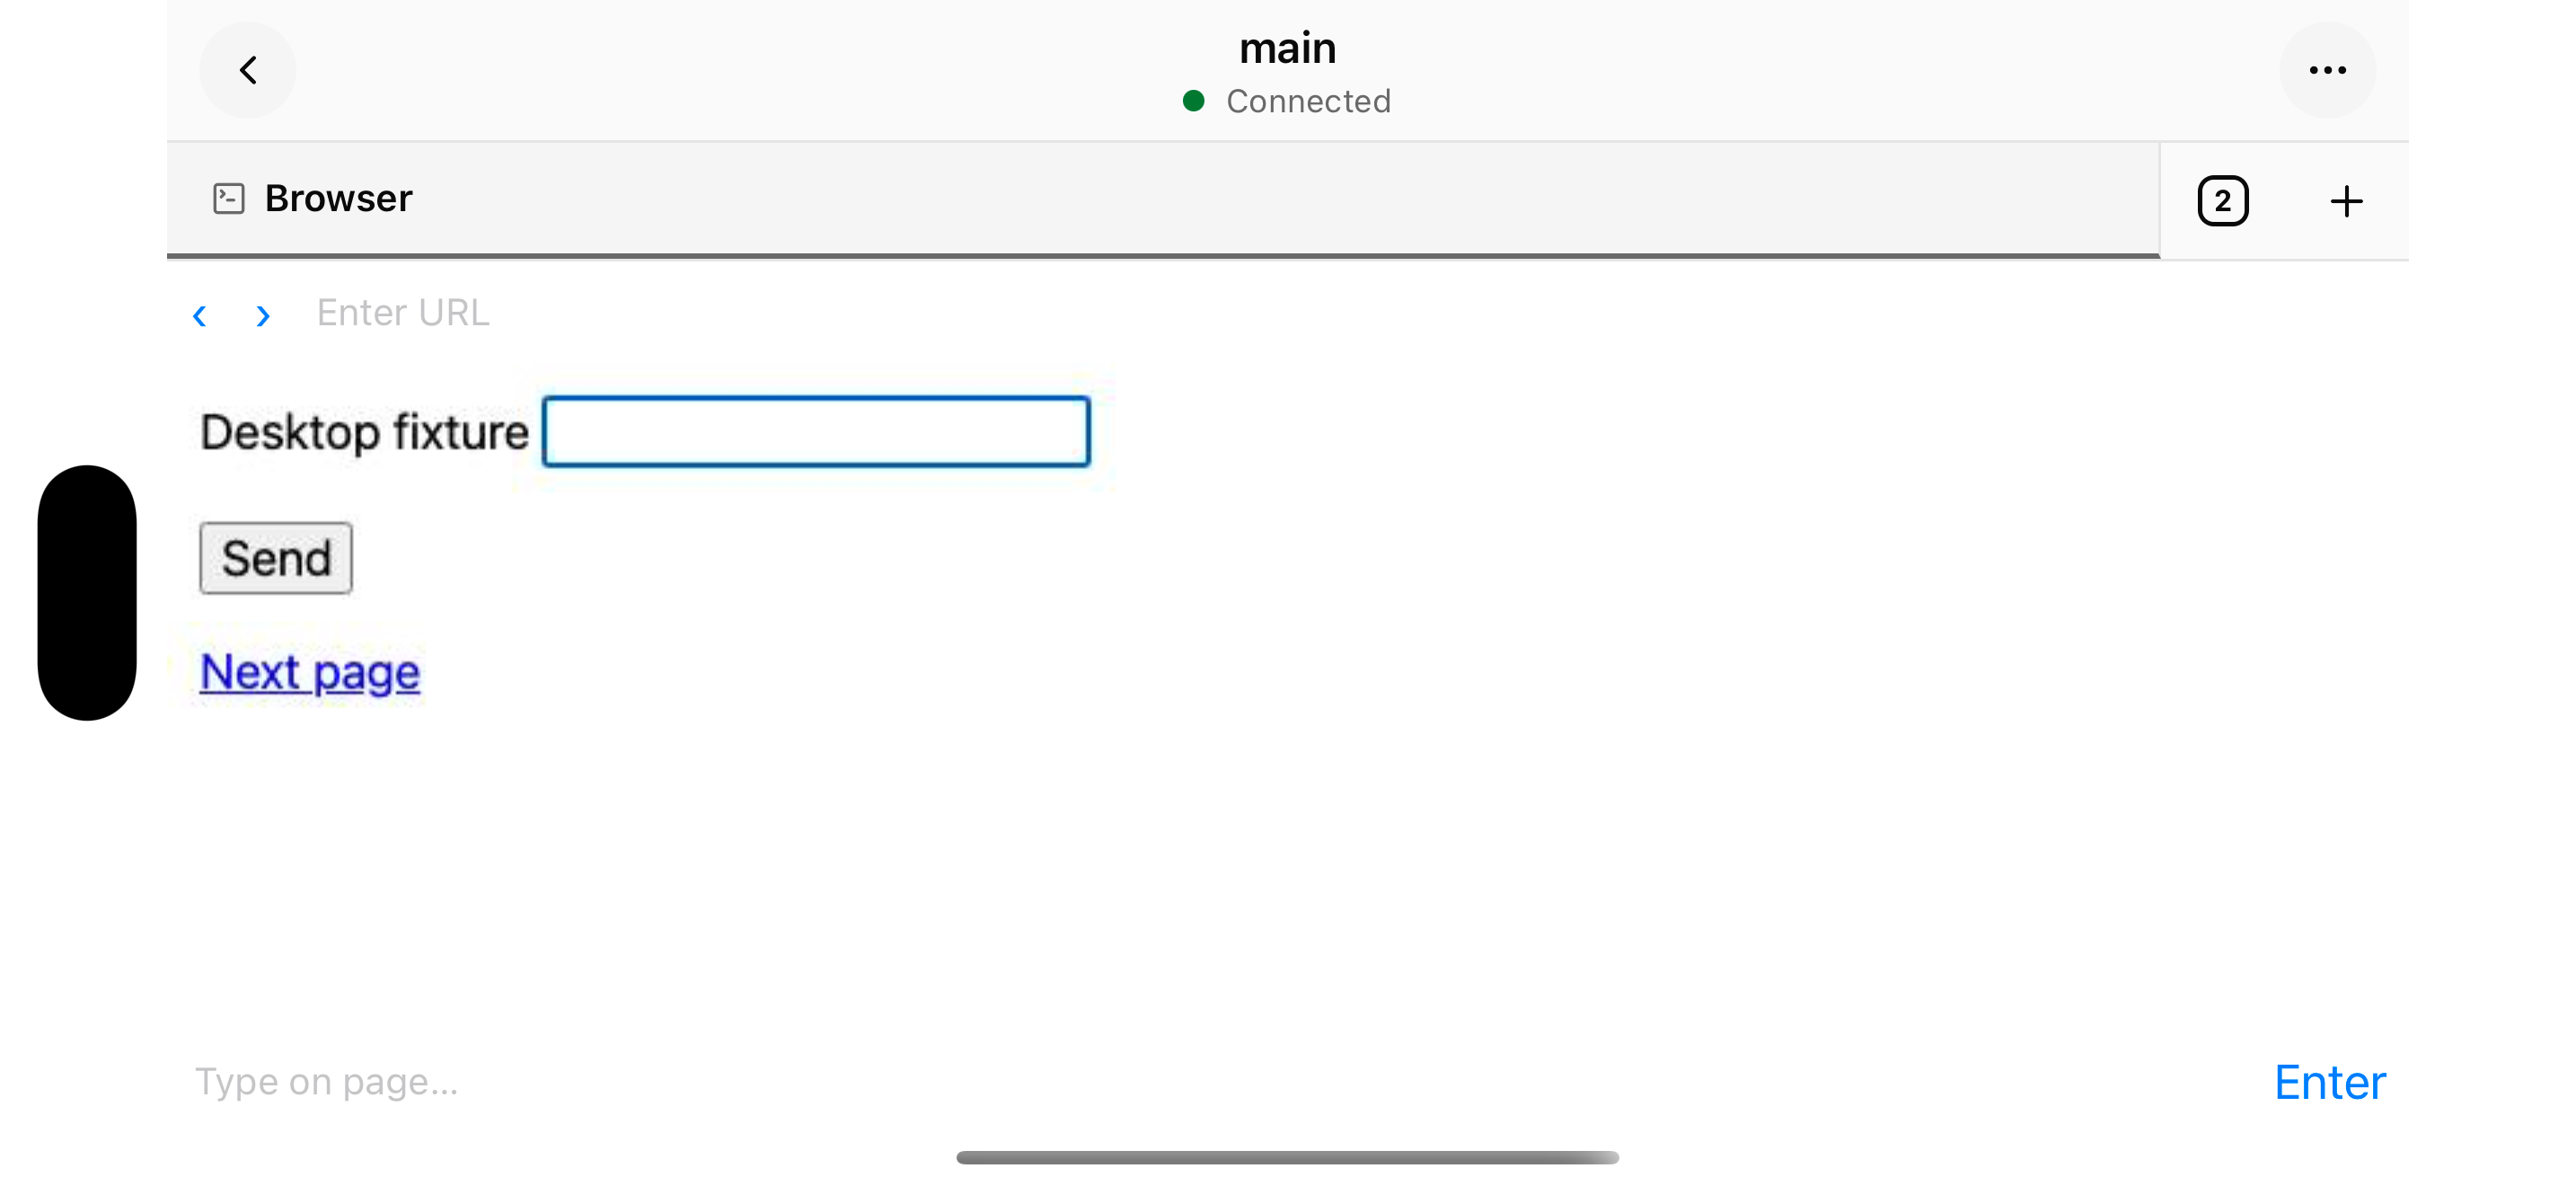 main
Connected
Browser
2
Enter URL
Desktop fixture
Send
Next page
Type on page...
Enter